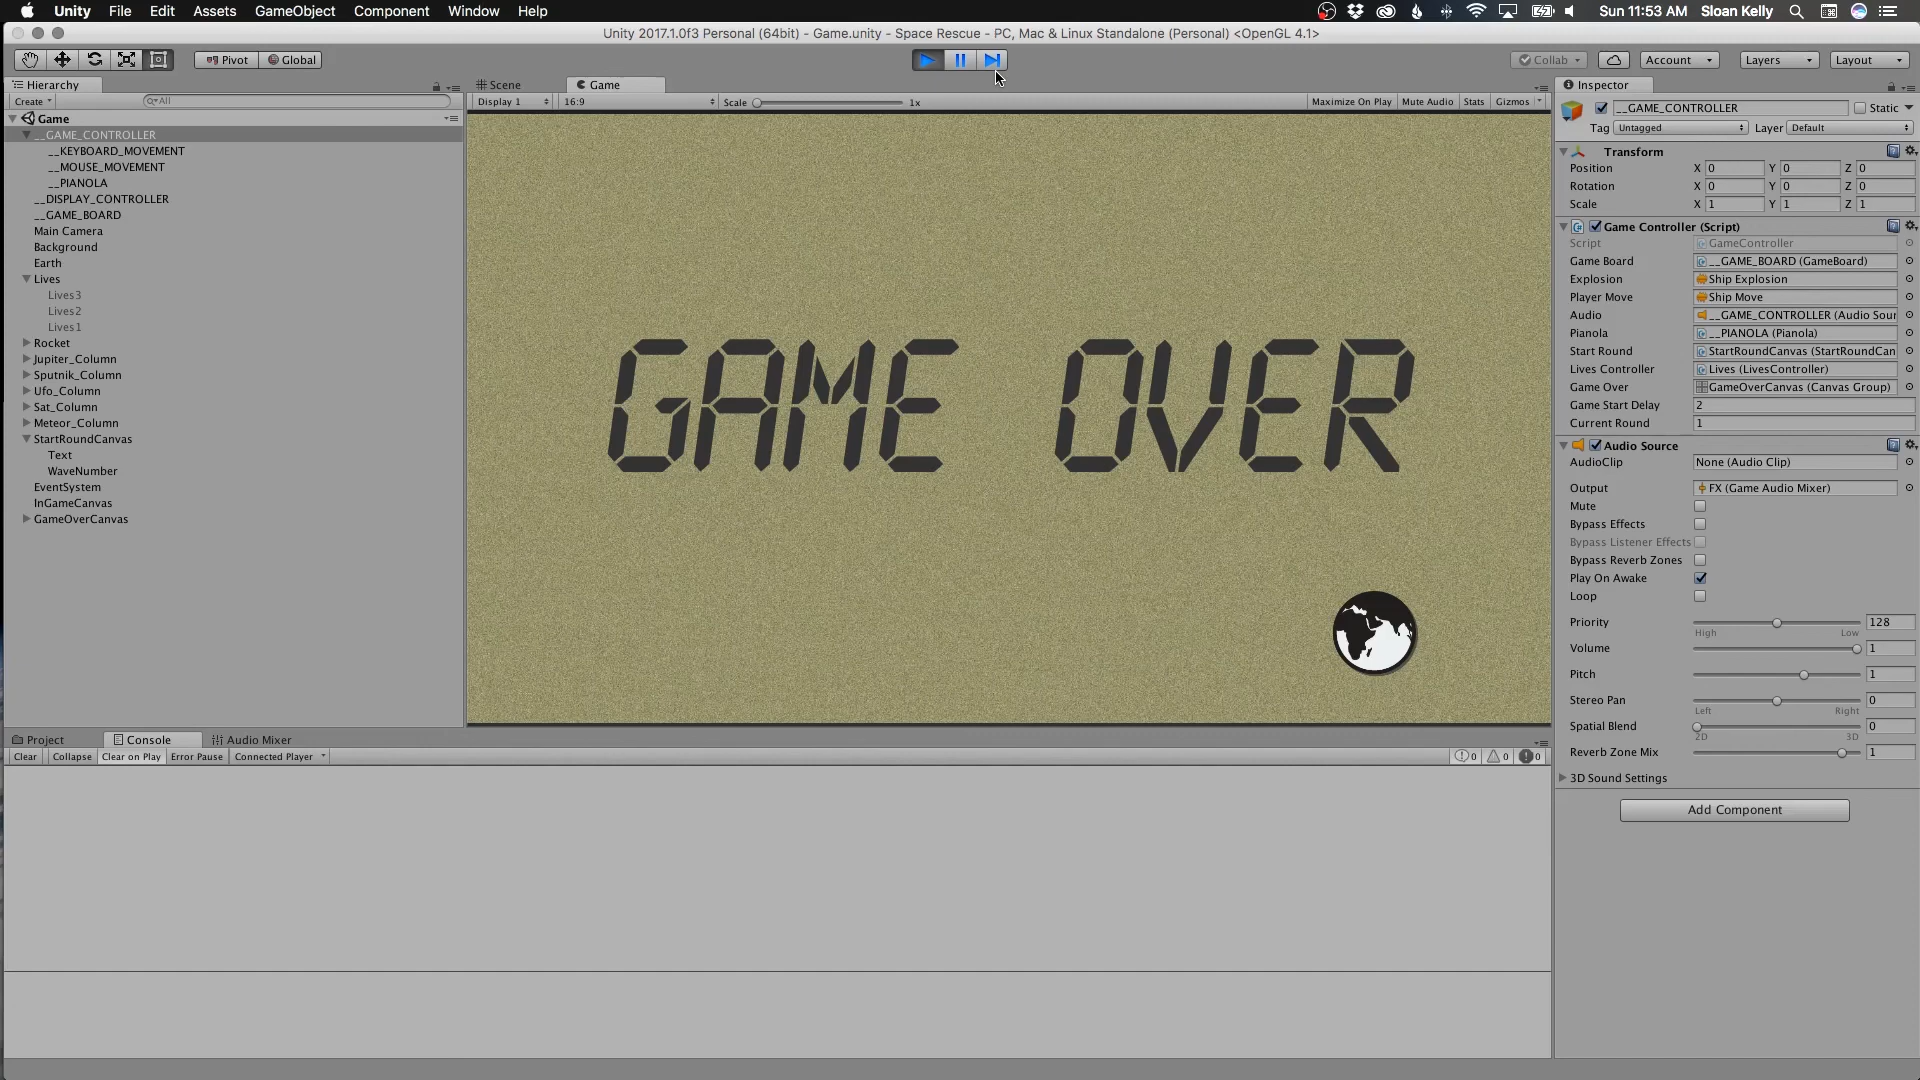 Unity File Edit Assets GameObject Component Window Help Sun 11:53 AM Sloan Kelly
Unity 2017.1.0f3 Personal (64bit) - Game.unity - Space Rescue - PC, Mac & Linux Standalone (Personal) <OpenGL 4.1>
Pivot Global Collab Account Layers Layout
Hierarchy
Create All
Game
__GAME_CONTROLLER
__KEYBOARD_MOVEMENT
__MOUSE_MOVEMENT
__PIANOLA
__DISPLAY_CONTROLLER
__GAME_BOARD
Main Camera
Background
Earth
Lives
Lives3
Lives2
Lives1
Rocket
Jupiter_Column
Sputnik_Column
Ufo_Column
Sat_Column
Meteor_Column
StartRoundCanvas
Text
WaveNumber
EventSystem
InGameCanvas
GameOverCanvas
Scene Game
Display 1 16:9 Scale 1x Maximize On Play Mute Audio Stats Gizmos
GAME OVER
Project Console Audio Mixer
Clear Collapse Clear on Play Error Pause Connected Player 0 0 0
Inspector
__GAME_CONTROLLER Static
Tag Untagged Layer Default
Transform
Position X 0 Y 0 Z 0
Rotation X 0 Y 0 Z 0
Scale X 1 Y 1 Z 1
Game Controller (Script)
Script GameController
Game Board __GAME_BOARD (GameBoard)
Explosion Ship Explosion
Player Move Ship Move
Audio __GAME_CONTROLLER (Audio Sour
Pianola __PIANOLA (Pianola)
Start Round StartRoundCanvas (StartRoundCan
Lives Controller Lives (LivesController)
Game Over GameOverCanvas (Canvas Group)
Game Start Delay 2
Current Round 1
Audio Source
AudioClip None (Audio Clip)
Output FX (Game Audio Mixer)
Mute
Bypass Effects
Bypass Listener Effects
Bypass Reverb Zones
Play On Awake
Loop
Priority 128
High Low
Volume 1
Pitch 1
Stereo Pan 0
Left Right
Spatial Blend 0
2D 3D
Reverb Zone Mix 1
3D Sound Settings
Add Component